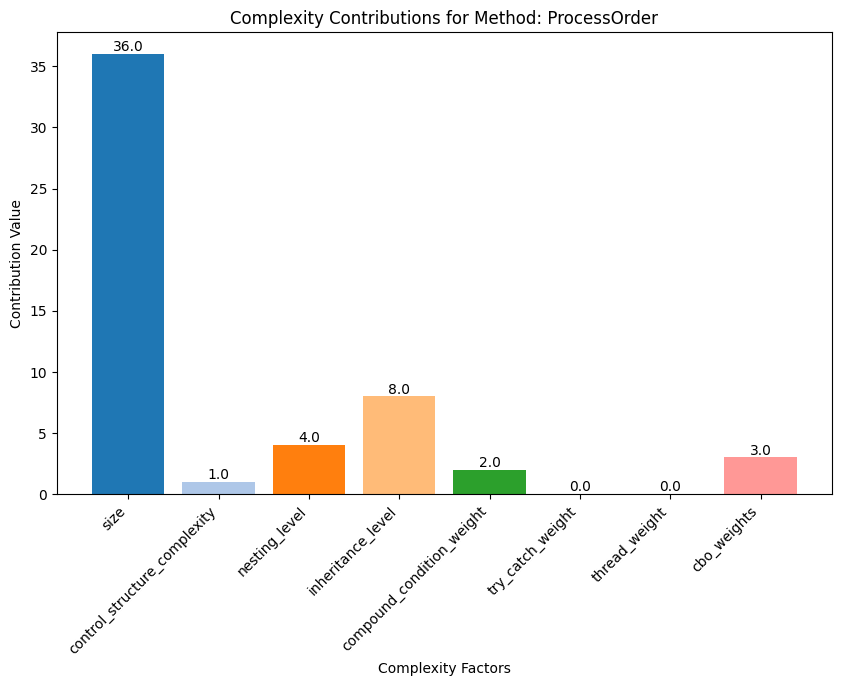 Complexity Contributions for Method: ProcessOrder
Contribution Value
35
30
25
20
15
10
5
0
36.0
1.0
4.0
8.0
2.0
0.0
0.0
3.0
size
control_structure_complexity
nesting_level
inheritance_level
compound_condition_weight
try_catch_weight
thread_weight
cbo_weights
Complexity Factors